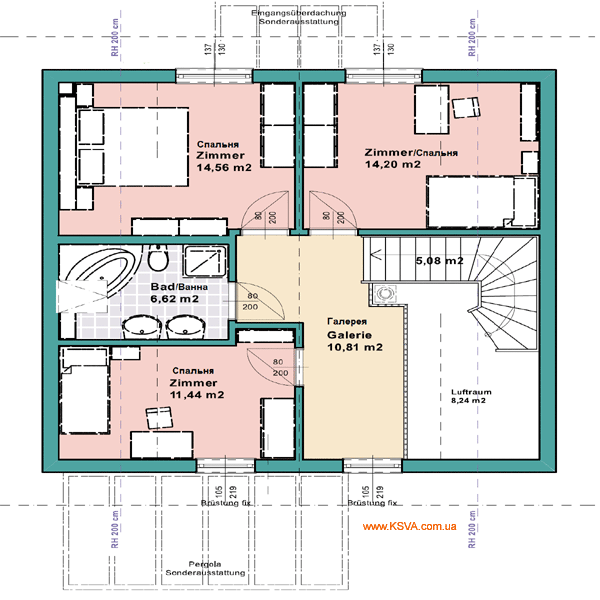 Eingangsüberdachung
Sonderausstattung
RH 200 cm
RH 200 cm
137
130
137
130
Спальня
Zimmer
14,56 m2
Zimmer/Спальня
14,20 m2
80
200
80
200
5,08 m2
Bad/Ванна
6,62 m2
80
200
Галерея
Galerie
10,81 m2
Спальня
Zimmer
11,44 m2
80
200
Luftraum
8,24 m2
105
219
105
219
Brüstung fix
Brüstung fix
RH 200 cm
RH 200 cm
www.KSVA.com.ua
Pergola
Sonderausstattung